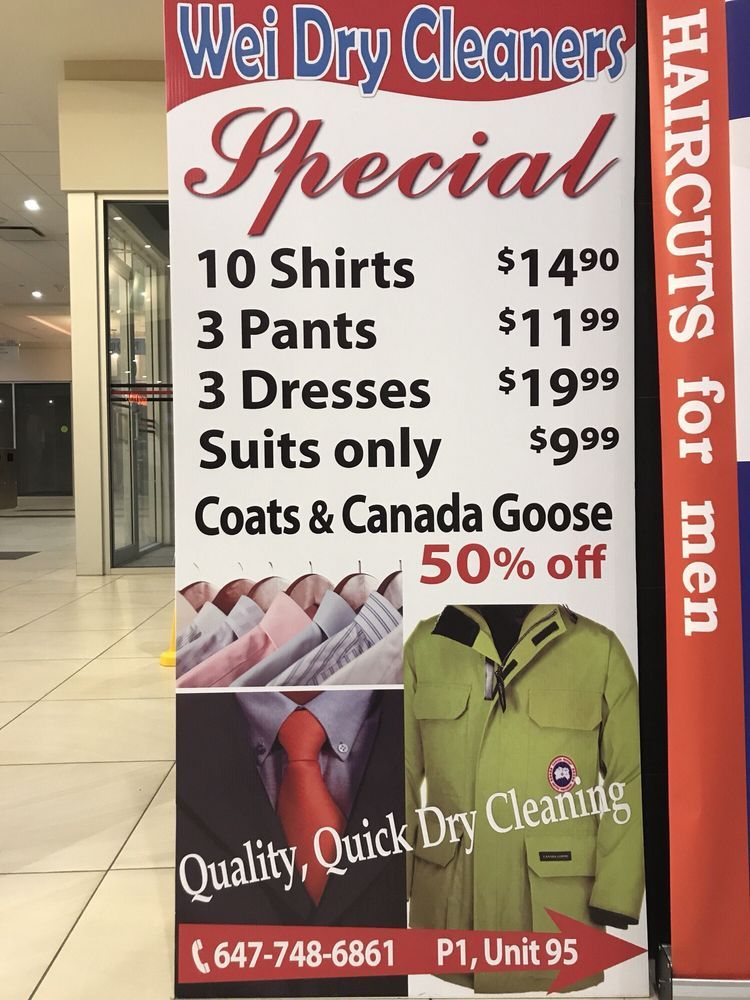 Wei Dry Cleaners
Special
10 Shirts $14.90
3 Pants $11.99
3 Dresses $19.99
Suits only $9.99
Coats & Canada Goose
50% off
Quality, Quick Dry Cleaning
CANADA GOOSE
647-748-6861 P1, Unit 95
HAIRCUTS for men